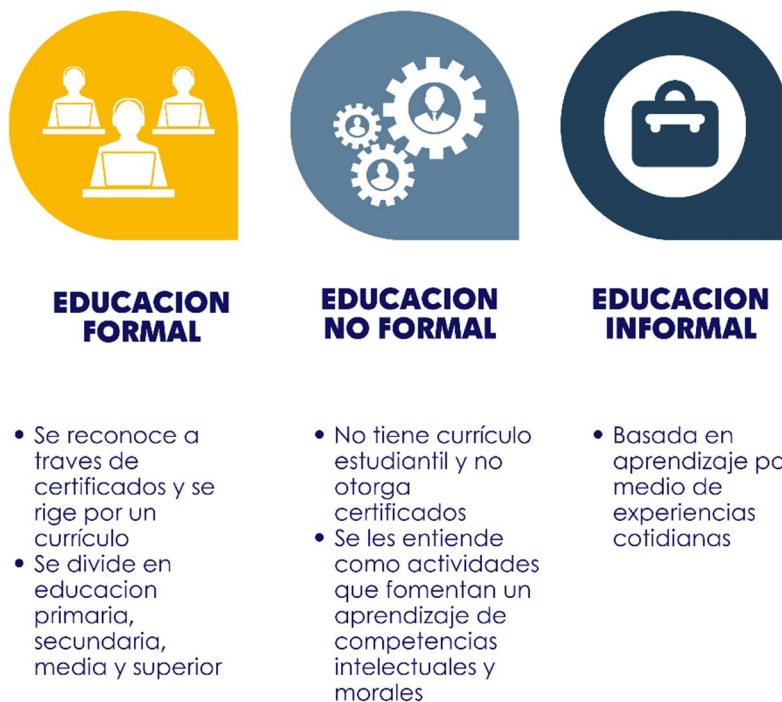 EDUCACION
FORMAL
• Se reconoce a
traves de
certificados y se
rige por un
currículo
• Se divide en
educacion
primaria,
secundaria,
media y superior
EDUCACION
NO FORMAL
• No tiene currículo
estudiantil y no
otorga
certificados
• Se les entiende
como actividades
que fomentan un
aprendizaje de
competencias
intelectuales y
morales
EDUCACION
INFORMAL
• Basada en
aprendizaje po
medio de
experiencias
cotidianas